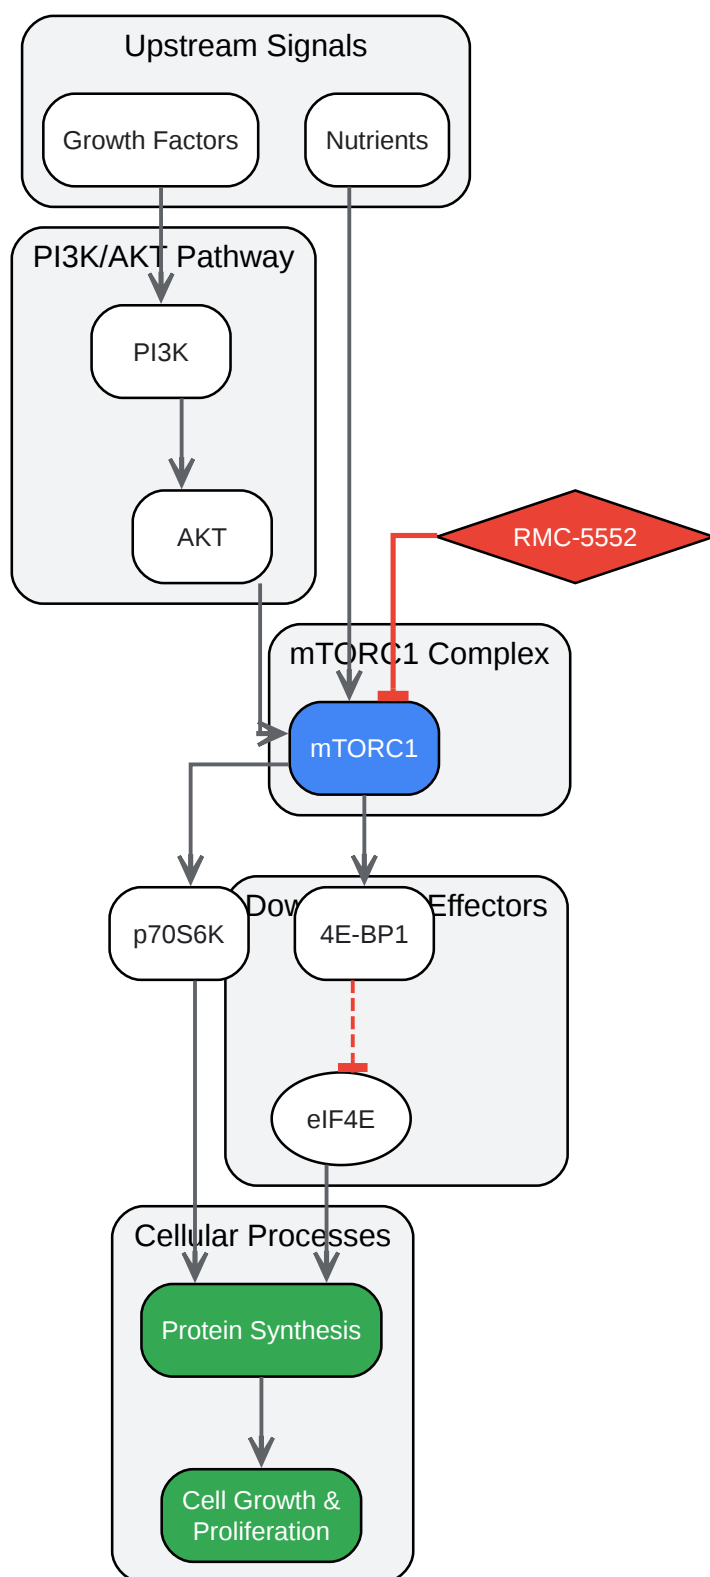 Upstream Signals
Growth Factors
Nutrients
PI3K/AKT Pathway
PI3K
AKT
RMC-5552
mTORC1 Complex
mTORC1
Effectors
p70S6K
4E-BP1
eIF4E
Cellular Processes
Protein Synthesis
Cell Growth &
Proliferation